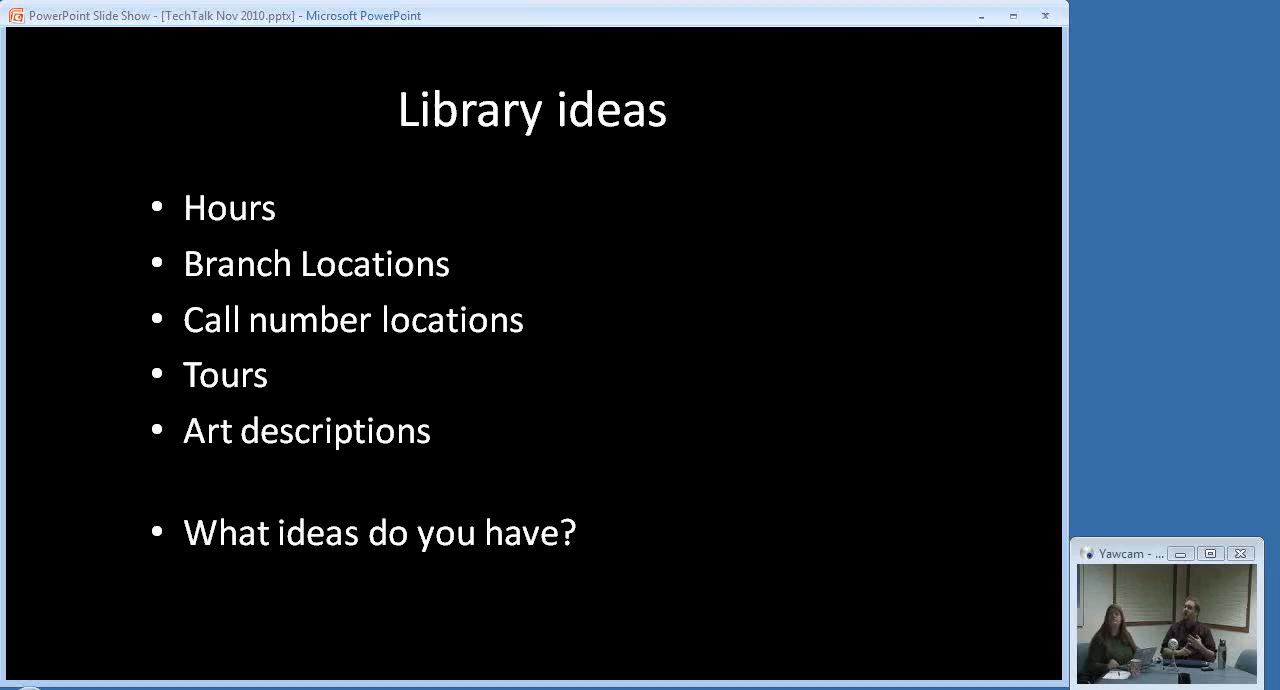 PowerPoint Slide Show - [TechTalk Nov 2010.pptx] - Microsoft PowerPoint
Library ideas
• Hours
• Branch Locations
• Call number locations
• Tours
• Art descriptions
• What ideas do you have?
Yawcam - ...